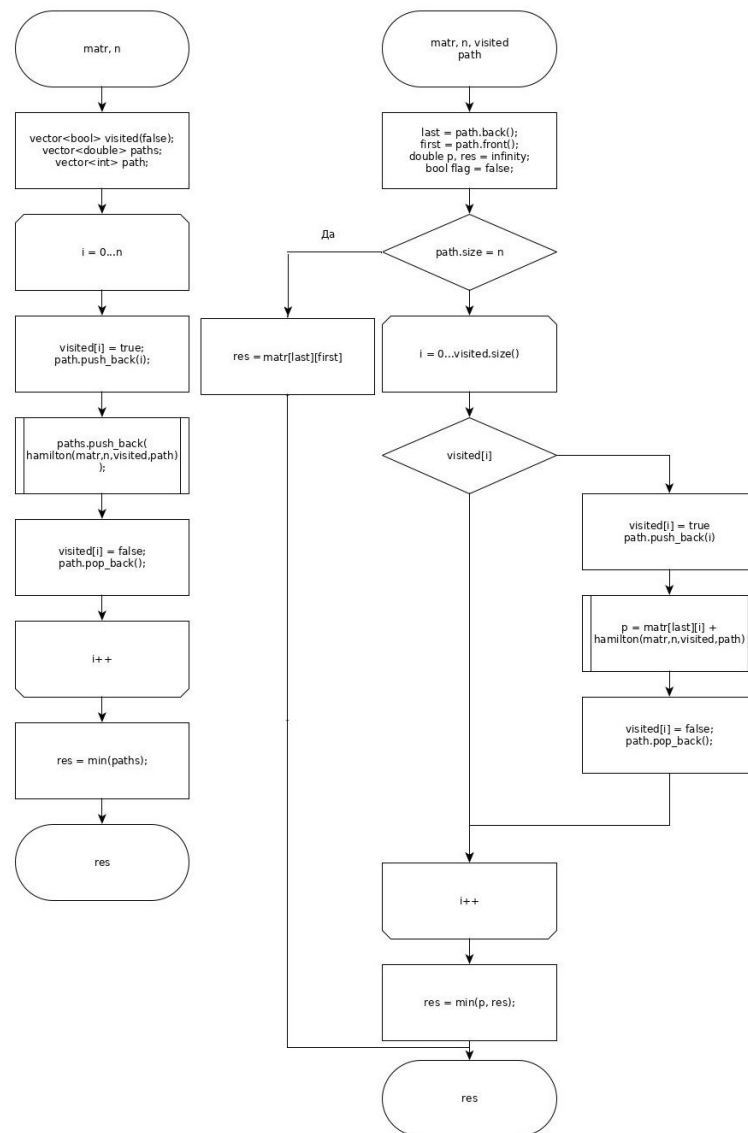 matr, n
vector<bool> visited(false);
vector<double> paths;
vector<int> path;
i = 0...n
visited[i] = true;
path.push_back(i);
paths.push_back(
hamilton(matr,n,visited,path)
);
visited[i] = false;
path.pop_back();
i++
res = min(paths);
res
matr, n, visited
path
last = path.back();
first = path.front();
double p, res = infinity;
bool flag = false;
path.size = n
Да
res = matr[last][first]
i = 0...visited.size()
visited[i]
visited[i] = true
path.push_back(i)
p = matr[last][i] +
hamilton(matr,n,visited,path)
visited[i] = false;
path.pop_back();
i++
res = min(p, res);
res